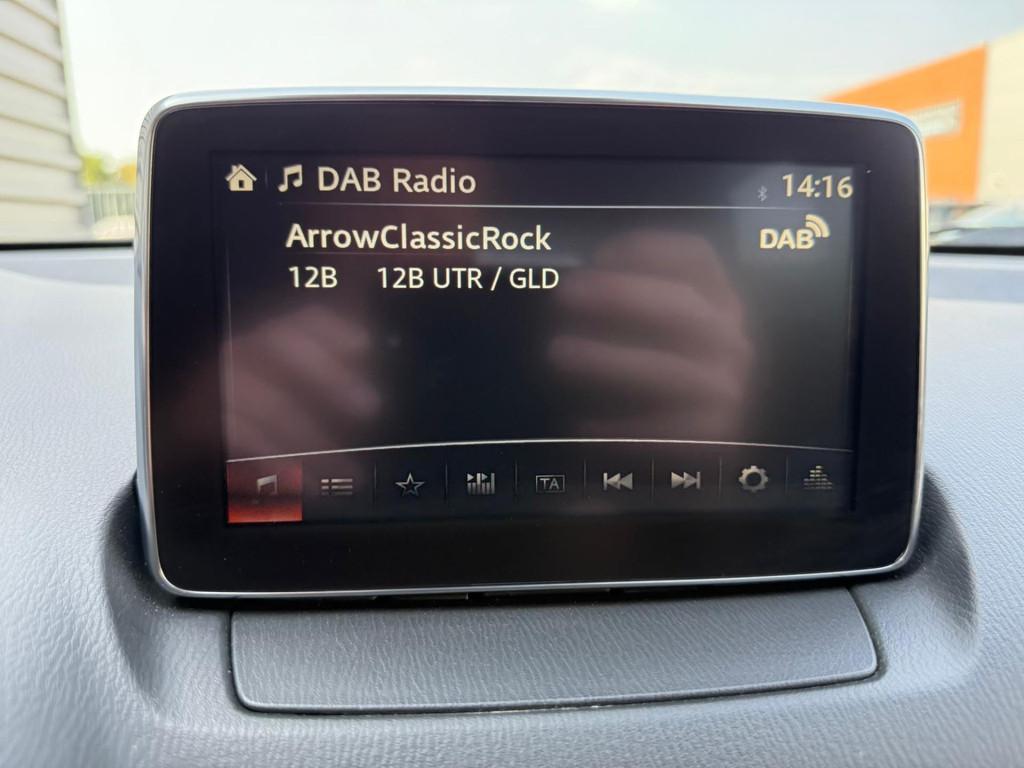 DAB Radio 14:16
ArrowClassicRock DAB
12B 12B UTR / GLD
TA